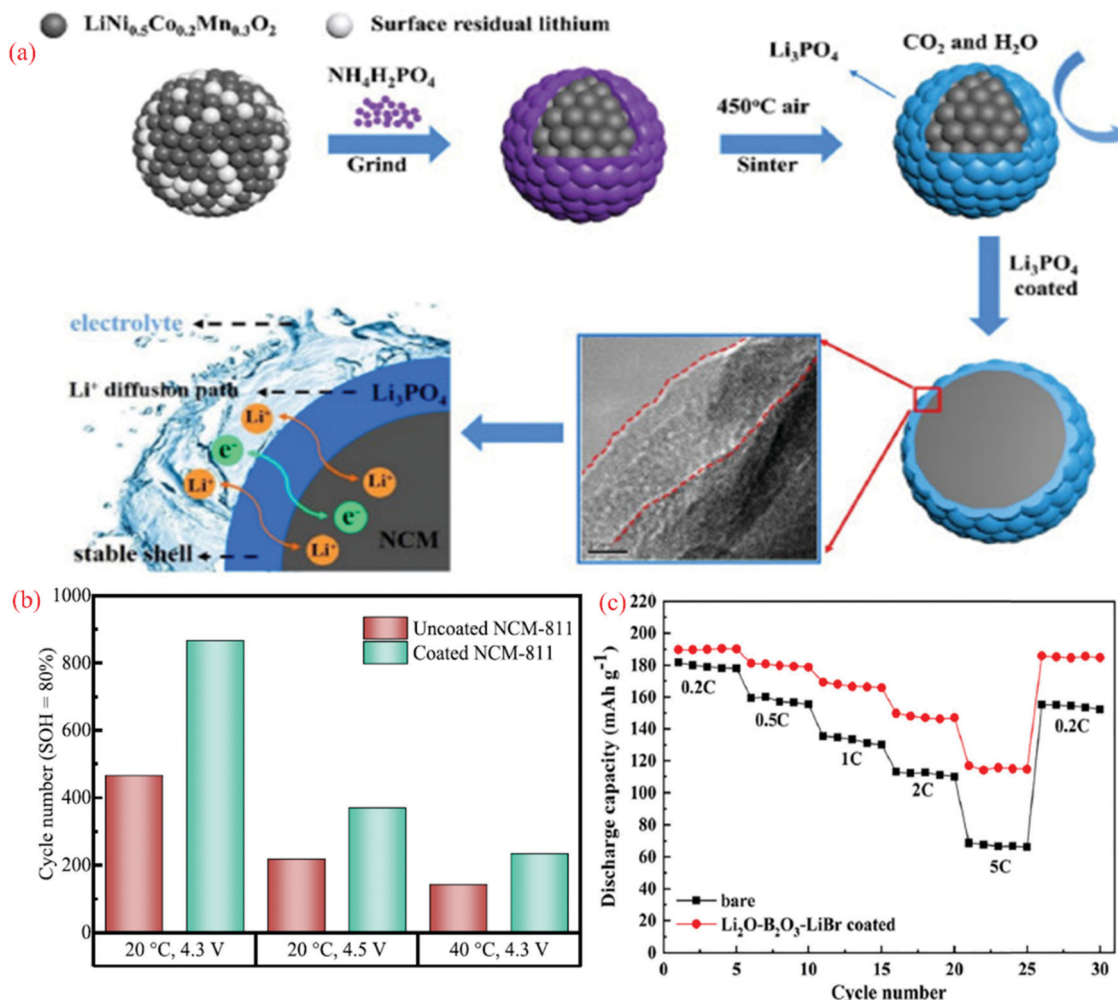 (a)
LiNi₀.₅Co₀.₂Mn₀.₃O₂
Surface residual lithium
NH₄H₂PO₄
Grind
450°C air
Sinter
Li₃PO₄
CO₂ and H₂O
Li₃PO₄
coated
electrolyte
Li⁺ diffusion path
Li₃PO₄
Li⁺
e⁻
Li⁺
Li⁺
e⁻
Li⁺
NCM
stable shell
(b)
Uncoated NCM-811
Coated NCM-811
Cycle number (SOH = 80%)
1000
800
600
400
200
0
20 °C, 4.3 V
20 °C, 4.5 V
40 °C, 4.3 V
(c)
Discharge capacity (mAh g⁻¹)
220
200
180
160
140
120
100
80
60
40
20
0
0.2C
0.5C
1C
2C
5C
0.2C
bare
Li₂O-B₂O₃-LiBr coated
0 5 10 15 20 25 30
Cycle number